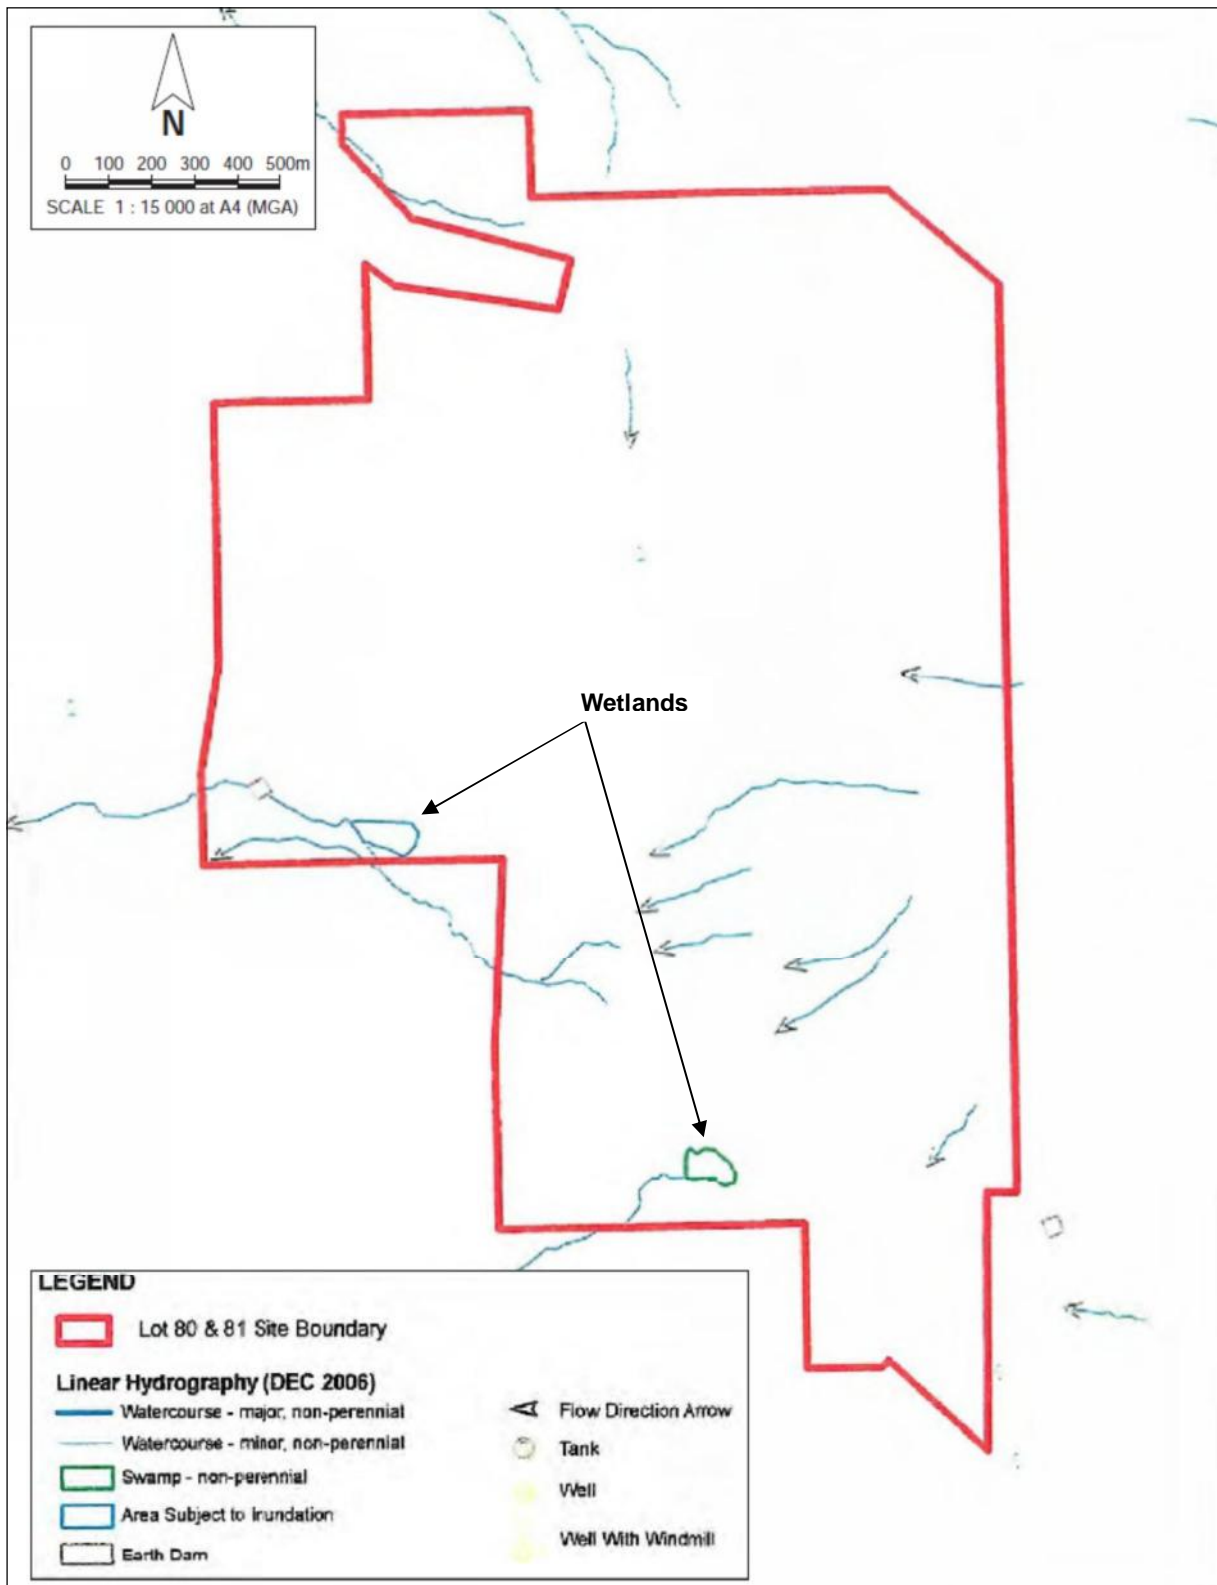 N
0 100 200 300 400 500m
SCALE 1 : 15 000 at A4 (MGA)
Wetlands
LEGEND
Lot 80 & 81 Site Boundary
Linear Hydrography (DEC 2006)
Watercourse - major, non-perennial
Watercourse - minor, non-perennial
Swamp - non-perennial
Area Subject to Inundation
Earth Dam
Flow Direction Arrow
Tank
Well
Well With Windmill